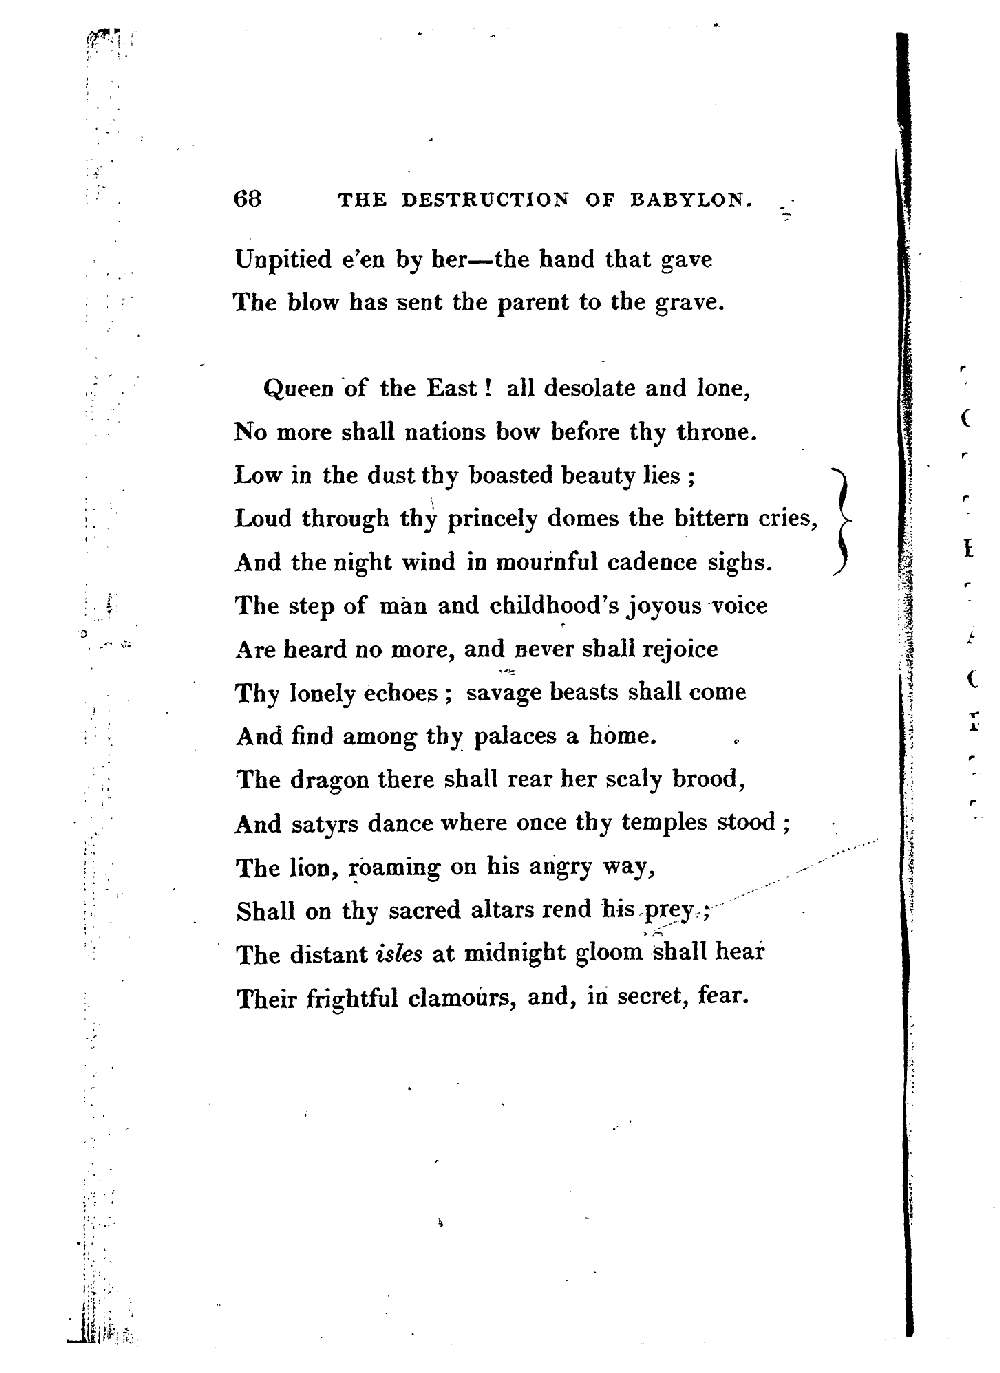 68 THE DESTRUCTION OF BABYLON.
Unpitied e'en by her—the hand that gave
The blow has sent the parent to the grave.
Queen of the East! all desolate and lone,
No more shall nations bow before thy throne.
Low in the dust thy boasted beauty lies;
Loud through thy princely domes the bittern cries,
And the night wind in mournful cadence sighs.
The step of man and childhood's joyous voice
Are heard no more, and never shall rejoice
Thy lonely echoes; savage beasts shall come
And find among thy palaces a home.
The dragon there shall rear her scaly brood,
And satyrs dance where once thy temples stood;
The lion, roaming on his angry way,
Shall on thy sacred altars rend his prey;
The distant isles at midnight gloom shall hear
Their frightful clamours, and, in secret, fear.